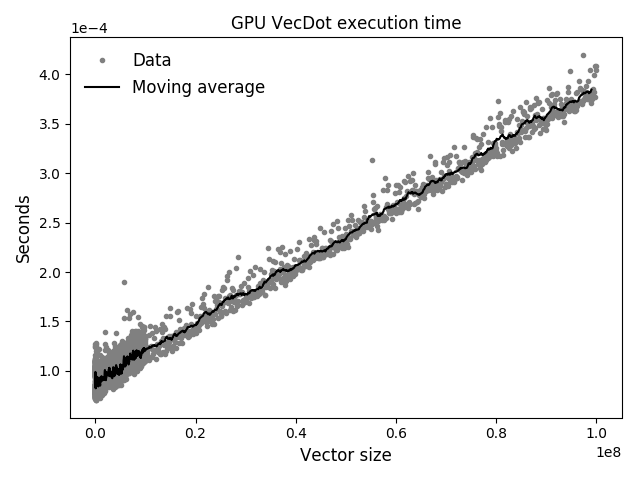 GPU VecDot execution time
1e−4
Data
Moving average
4.0
3.5
3.0
2.5
2.0
1.5
1.0
Seconds
0.0 0.2 0.4 0.6 0.8 1.0
1e8
Vector size